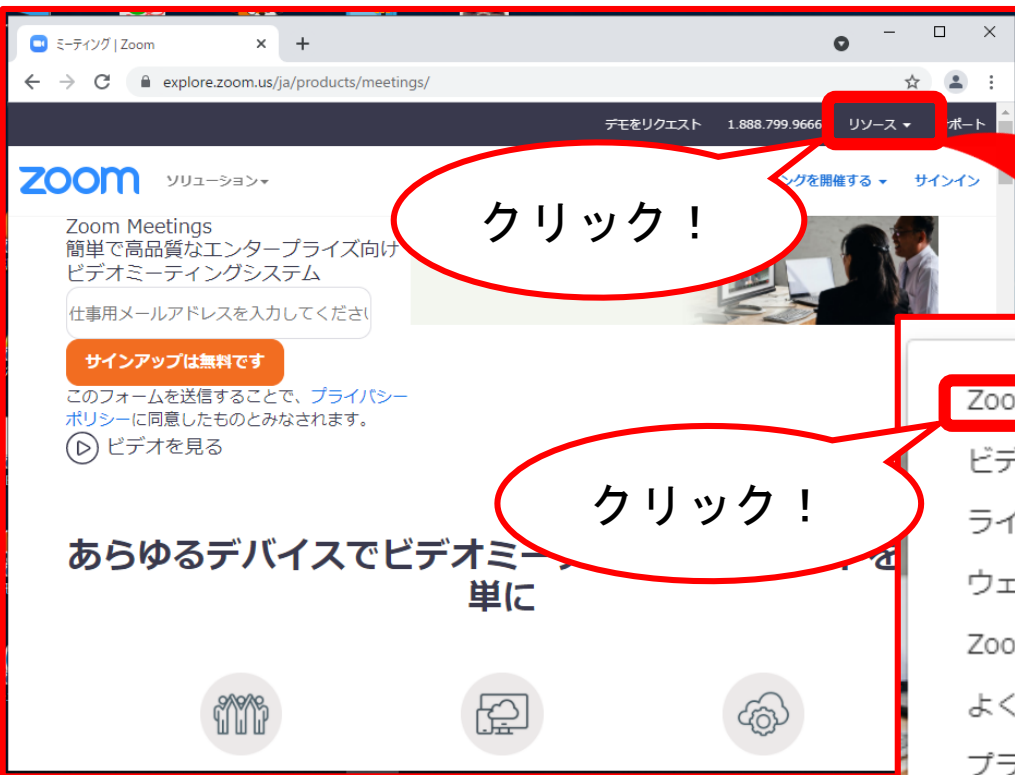 ミーティング | Zoom
explore.zoom.us/ja/products/meetings/
デモをリクエスト 1.888.799.9666 リソース ポート
zoom ソリューション ングを開催する サインイン
クリック！
Zoom Meetings
簡単で高品質なエンタープライズ向け
ビデオミーティングシステム
仕事用メールアドレスを入力してくださ
サインアップは無料です
このフォームを送信することで、プライバシー
ポリシーに同意したものとみなされます。
ビデオを見る
クリック！
あらゆるデバイスでビデオミー を
単に
Zoo
ビデ
ライ
ウェ
Zoo
よく
プラ